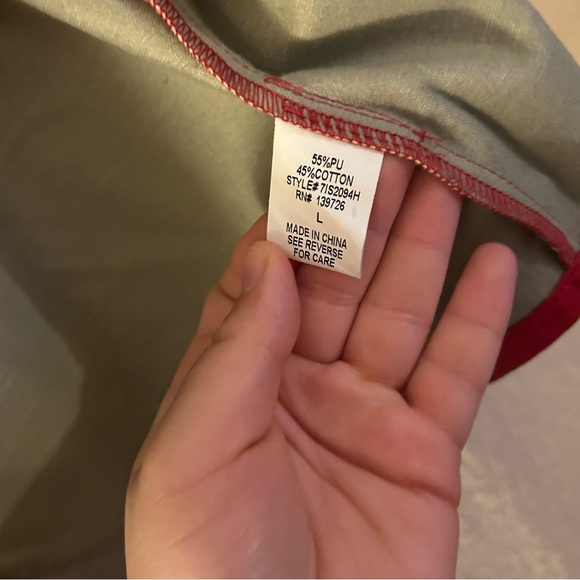 55%PU
45%COTTON
STYLE# 7IS2094H
RN# 139726
L
MADE IN CHINA
SEE REVERSE
FOR CARE